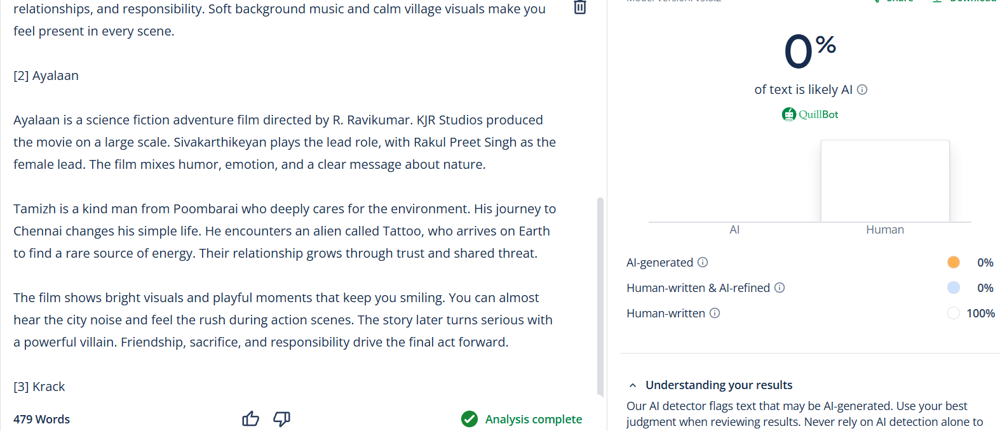 relationships, and responsibility. Soft background music and calm village visuals make you
feel present in every scene.
[2] Ayalaan
Ayalaan is a science fiction adventure film directed by R. Ravikumar. KJR Studios produced
the movie on a large scale. Sivakarthikeyan plays the lead role, with Rakul Preet Singh as the
female lead. The film mixes humor, emotion, and a clear message about nature.
Tamizh is a kind man from Poombarai who deeply cares for the environment. His journey to
Chennai changes his simple life. He encounters an alien called Tattoo, who arrives on Earth
to find a rare source of energy. Their relationship grows through trust and shared threat.
The film shows bright visuals and playful moments that keep you smiling. You can almost
hear the city noise and feel the rush during action scenes. The story later turns serious with
a powerful villain. Friendship, sacrifice, and responsibility drive the final act forward.
[3] Krack
479 Words
Analysis complete
Share Download
0%
of text is likely AI
QuillBot
AI Human
AI-generated 0%
Human-written & AI-refined 0%
Human-written 100%
Understanding your results
Our AI detector flags text that may be AI-generated. Use your best
judgment when reviewing results. Never rely on AI detection alone to